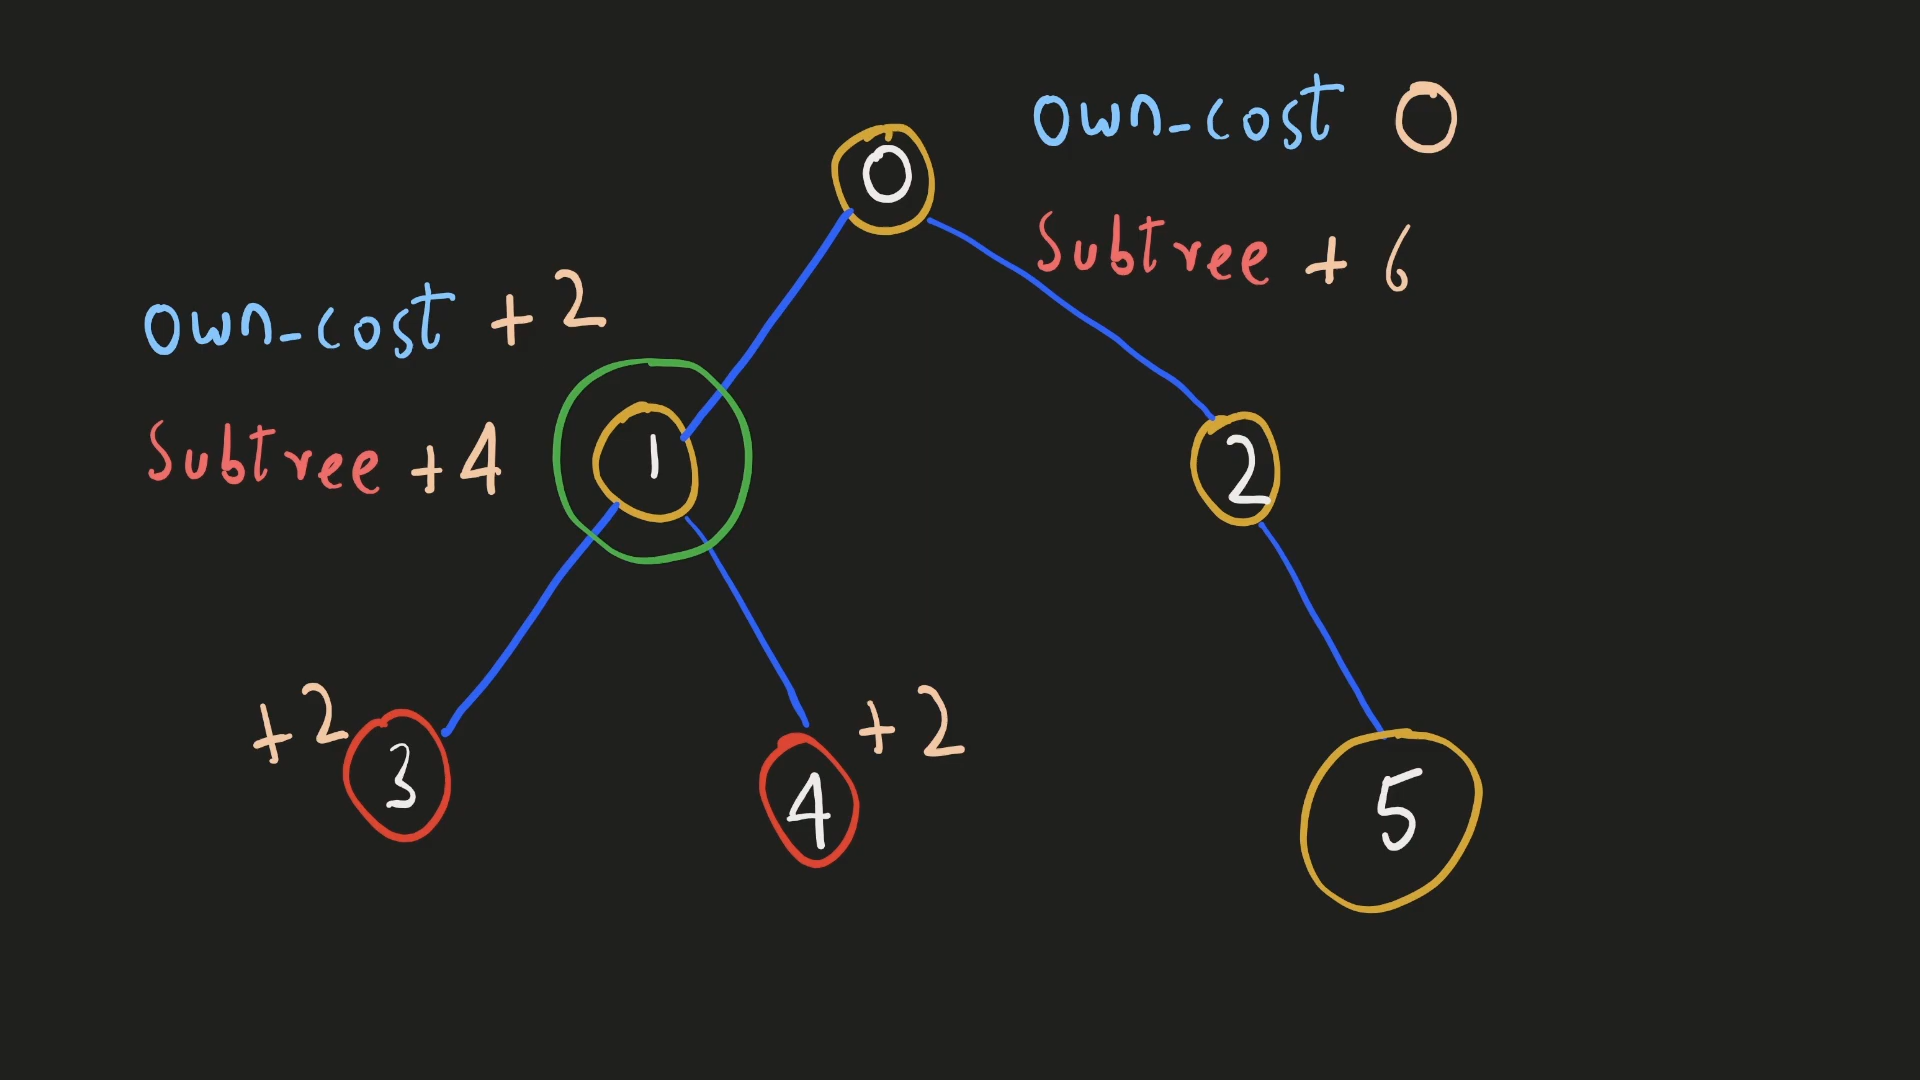 own-cost 0
0
Subtree + 6
own-cost +2
Subtree +4
1
2
+2
3
4
+2
5